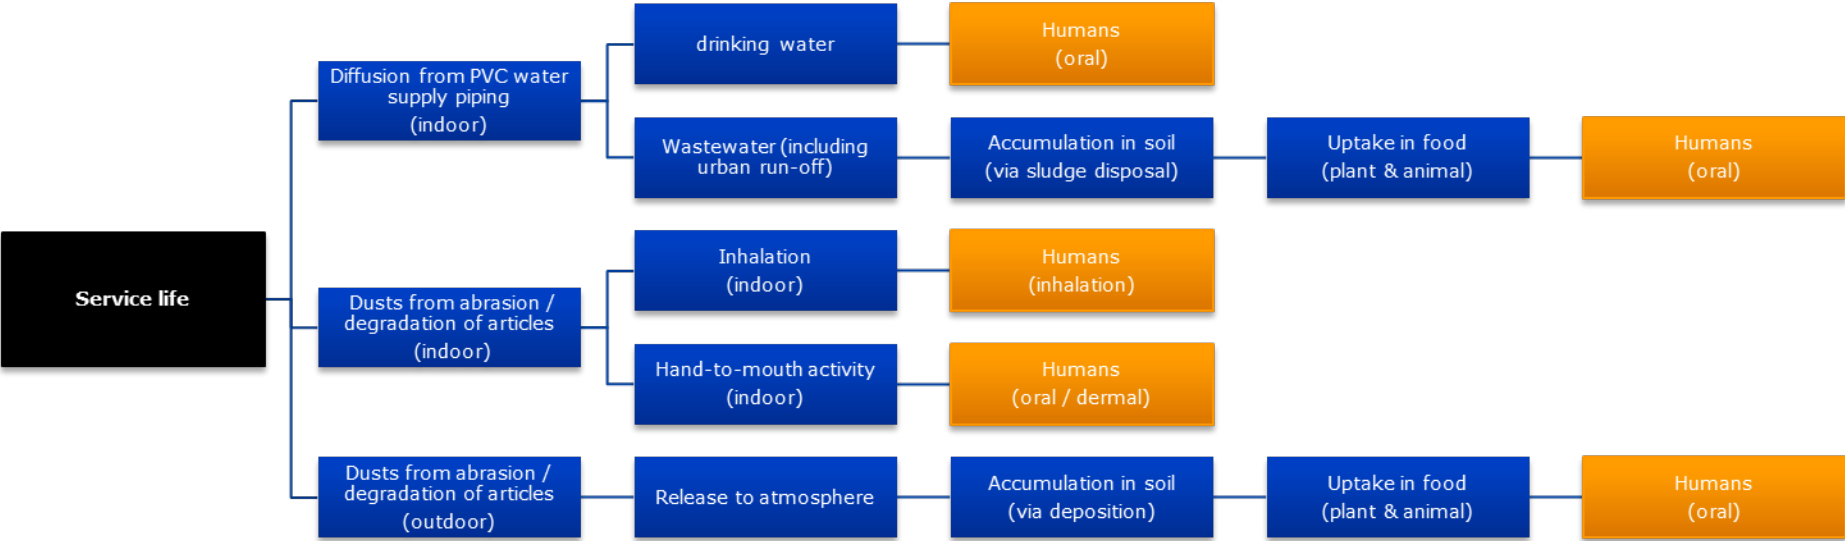 Service life
Diffusion from PVC water
supply piping
(indoor)
drinking water
Humans
(oral)
Wastewater (including
urban run-off)
Accumulation in soil
(via sludge disposal)
Uptake in food
(plant & animal)
Humans
(oral)
Dusts from abrasion /
degradation of articles
(indoor)
Inhalation
(indoor)
Humans
(inhalation)
Hand-to-mouth activity
(indoor)
Humans
(oral / dermal)
Dusts from abrasion /
degradation of articles
(outdoor)
Release to atmosphere
Accumulation in soil
(via deposition)
Uptake in food
(plant & animal)
Humans
(oral)